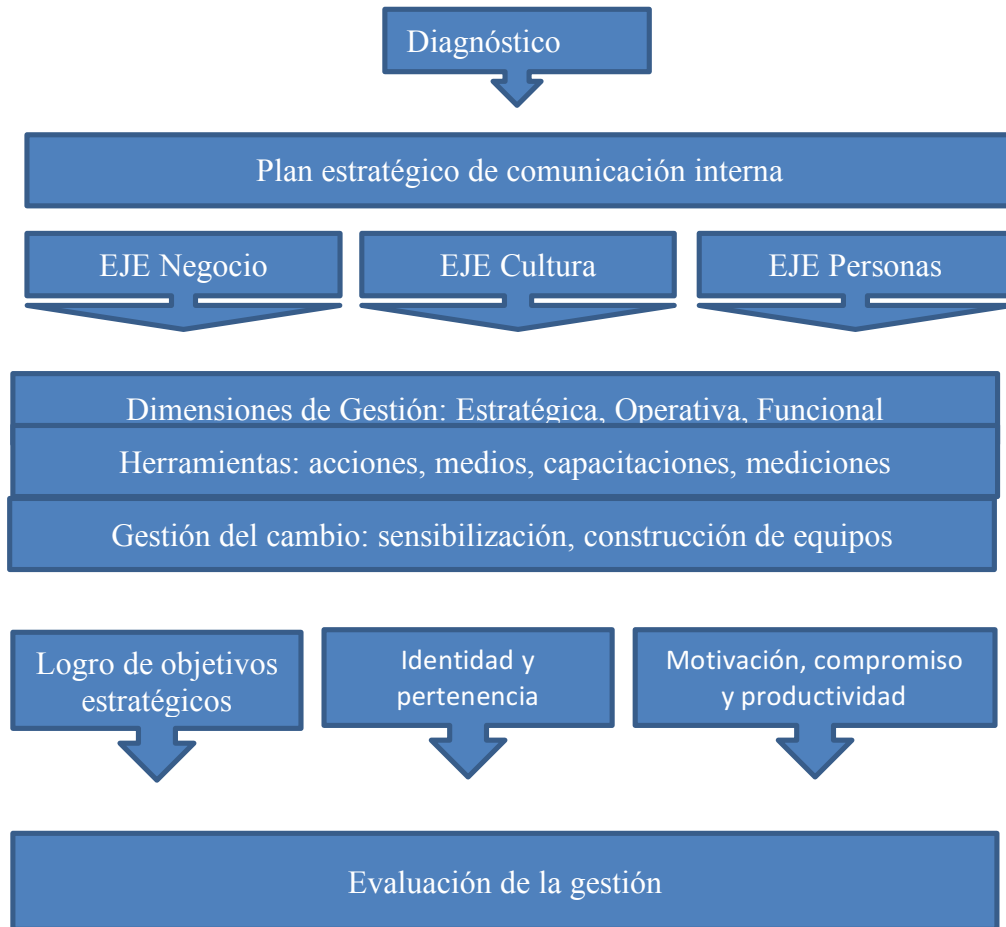 Diagnóstico
Plan estratégico de comunicación interna
EJE Negocio
EJE Cultura
EJE Personas
Dimensiones de Gestión: Estratégica, Operativa, Funcional
Herramientas: acciones, medios, capacitaciones, mediciones
Gestión del cambio: sensibilización, construcción de equipos
Logro de objetivos
estratégicos
Identidad y
pertenencia
Motivación, compromiso
y productividad
Evaluación de la gestión